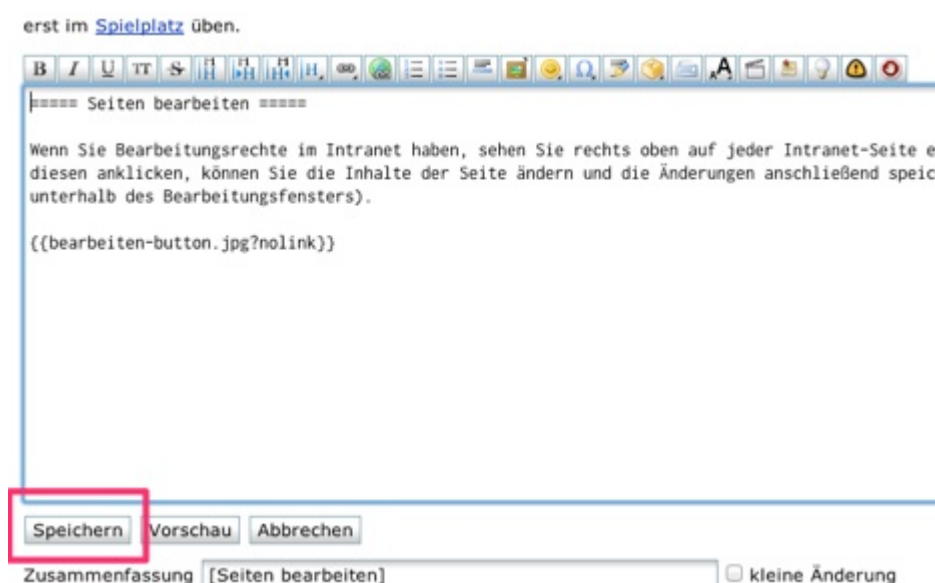 erst im Spielplatz üben.
B I U TT S
===== Seiten bearbeiten =====
Wenn Sie Bearbeitungsrechte im Intranet haben, sehen Sie rechts oben auf jeder Intranet-Seite e
diesen anklicken, können Sie die Inhalte der Seite ändern und die Änderungen anschließend speic
unterhalb des Bearbeitungsfensters).
{{bearbeiten-button.jpg?nolink}}
Speichern Vorschau Abbrechen
Zusammenfassung [Seiten bearbeiten] kleine Änderung